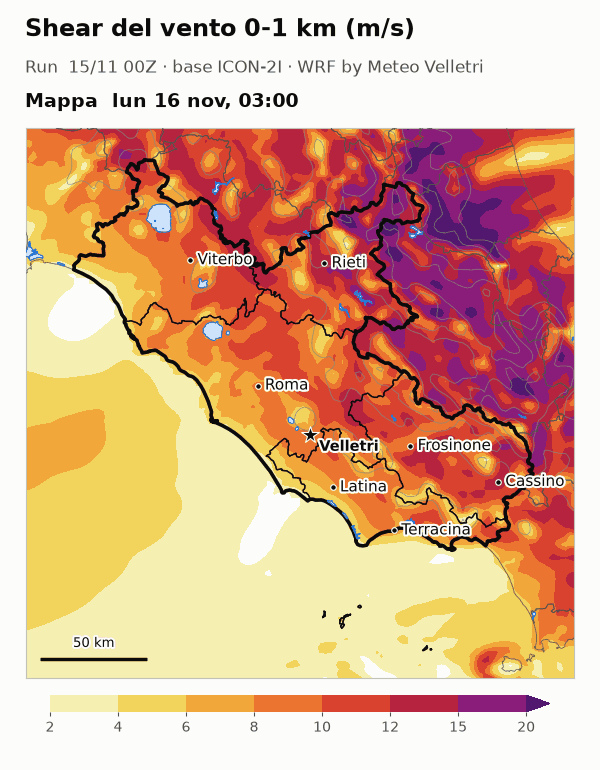 Shear del vento 0-1 km (m/s)
Run  15/11 00Z · base ICON-2I · WRF by Meteo Velletri
Mappa  lun 16 nov, 03:00
Viterbo
Rieti
Roma
Velletri
Frosinone
Cassino
Latina
Terracina
50 km
2 4 6 8 10 12 15 20